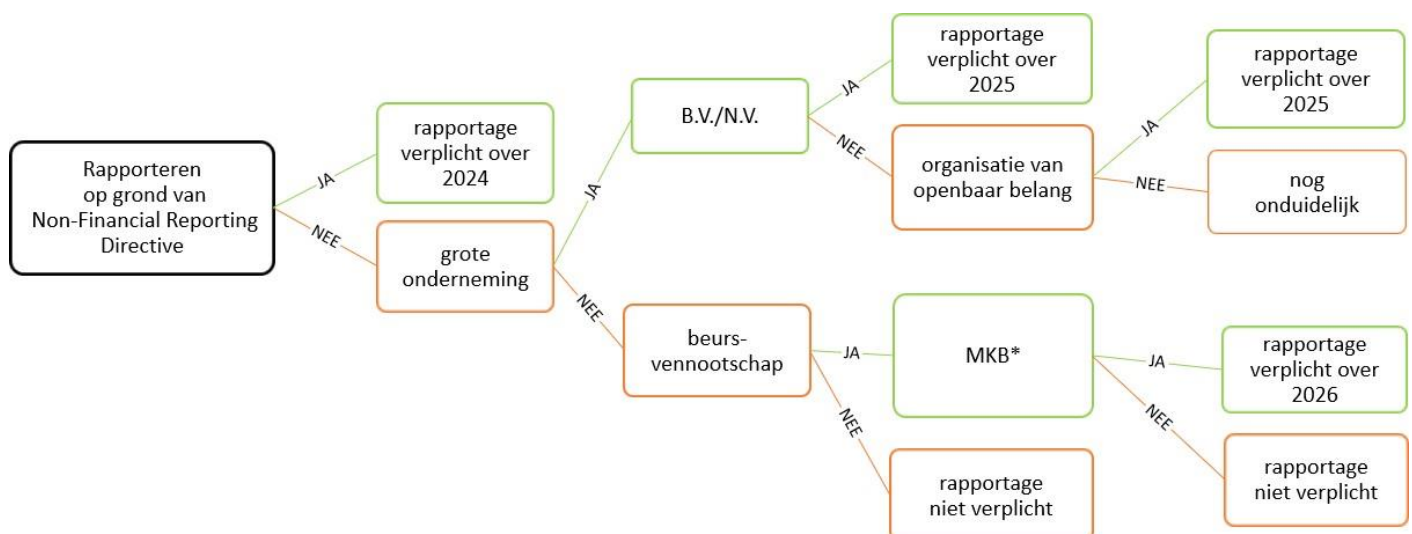 Rapporteren
op grond van
Non-Financial Reporting
Directive
JA
NEE
rapportage
verplicht over
2024
grote
onderneming
JA
NEE
B.V./N.V.
JA
NEE
rapportage
verplicht over
2025
organisatie van
openbaar belang
JA
NEE
rapportage
verplicht over
2025
nog
onduidelijk
beurs-
vennootschap
JA
NEE
MKB*
JA
NEE
rapportage
verplicht over
2026
rapportage
niet verplicht
rapportage
niet verplicht